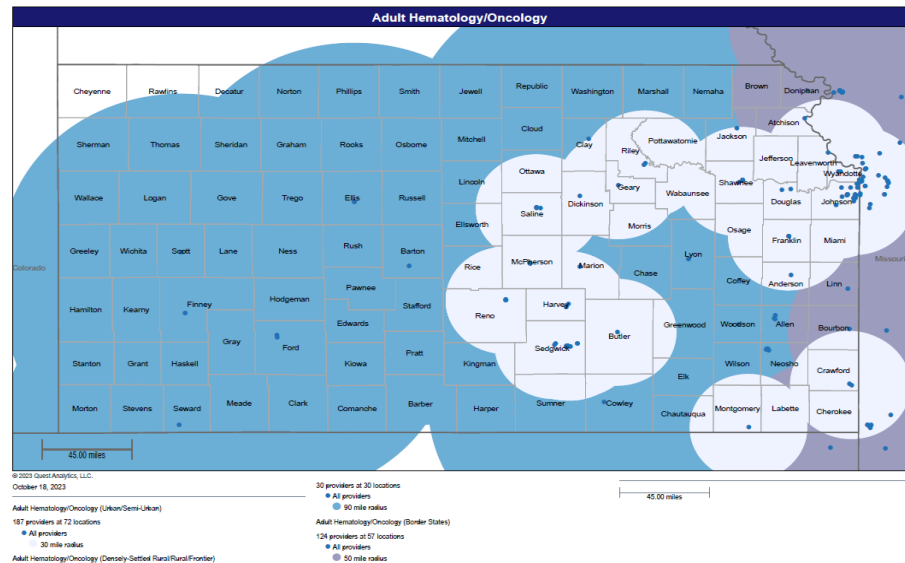 Adult Hematology/Oncology
Cheyenne Rawlins Decatur Norton Phillips Smith Jewell Republic Washington Marshall Nemaha Brown Doniphan
Atchison
Sherman Thomas Sheridan Graham Rooks Osborne Mitchell Cloud Clay Riley Pottawatomie Jackson
Jefferson Leavenworth
Wyandotte
Wallace Logan Gove Trego Ellis Russell Lincoln Ottawa Dickinson Geary Wabaunsee Shawnee Douglas Johnson
Saline
Ellsworth Morris Osage
Greeley Wichita Scott Lane Ness Rush Barton Rice McPherson Marion Chase Lyon Franklin Miami
Colorado Missouri
Hamilton Kearny Finney Hodgeman Pawnee Stafford Reno Harvey Coffey Anderson Linn
Gray Ford Edwards Sedgwick Butler Greenwood Woodson Allen Bourbon
Stanton Grant Haskell Kiowa Pratt Kingman Elk Wilson Neosho Crawford
Morton Stevens Seward Meade Clark Comanche Barber Harper Sumner Cowley Chautauqua Montgomery Labette Cherokee
45.00 miles
© 2023 Quest Analytics, LLC.
October 18, 2023
Adult Hematology/Oncology (Urban/Semi-Urban)
187 providers at 72 locations
All providers
30 mile radius
Adult Hematology/Oncology (Densely-Settled Rural/Rural/Frontier)
30 providers at 30 locations
All providers
90 mile radius
Adult Hematology/Oncology (Border States)
124 providers at 57 locations
All providers
50 mile radius
45.00 miles